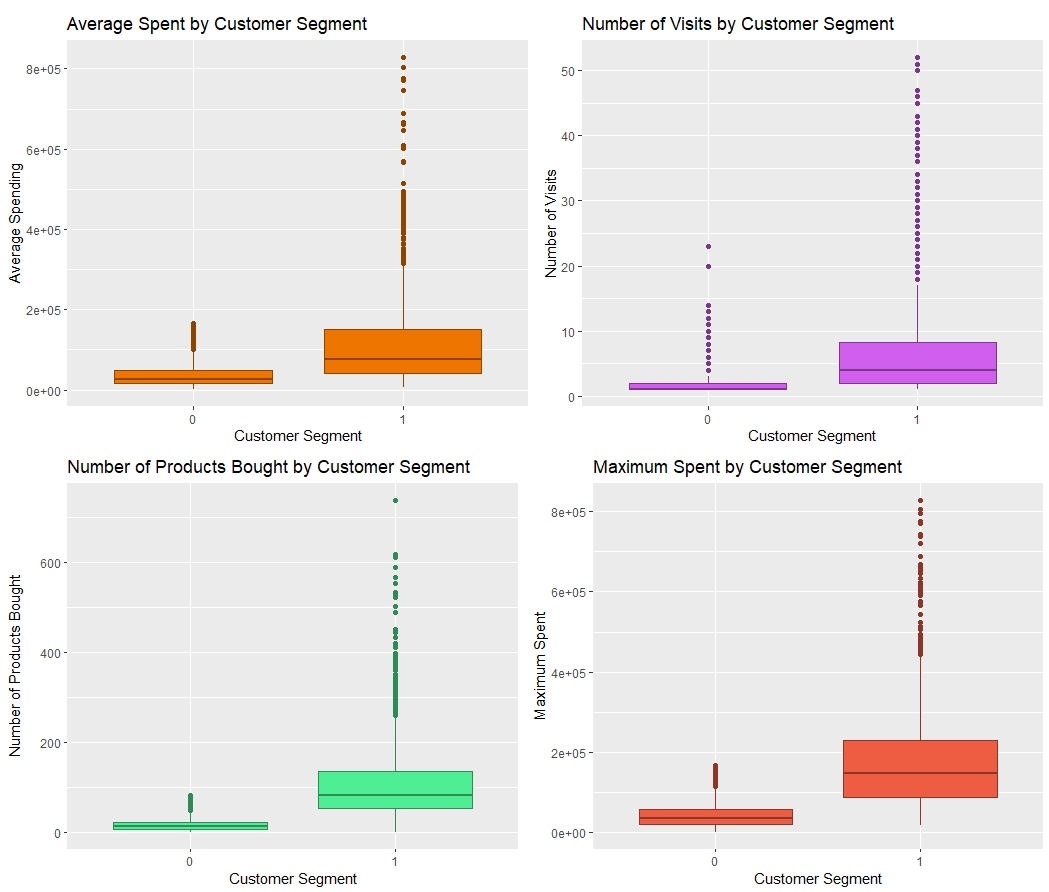 Average Spent by Customer Segment
8e+05
6e+05
4e+05
2e+05
0e+00
Average Spending
0
1
Customer Segment
Number of Visits by Customer Segment
50
40
30
20
10
0
Number of Visits
0
1
Customer Segment
Number of Products Bought by Customer Segment
600
400
200
0
Number of Products Bought
0
1
Customer Segment
Maximum Spent by Customer Segment
8e+05
6e+05
4e+05
2e+05
0e+00
Maximum Spent
0
1
Customer Segment